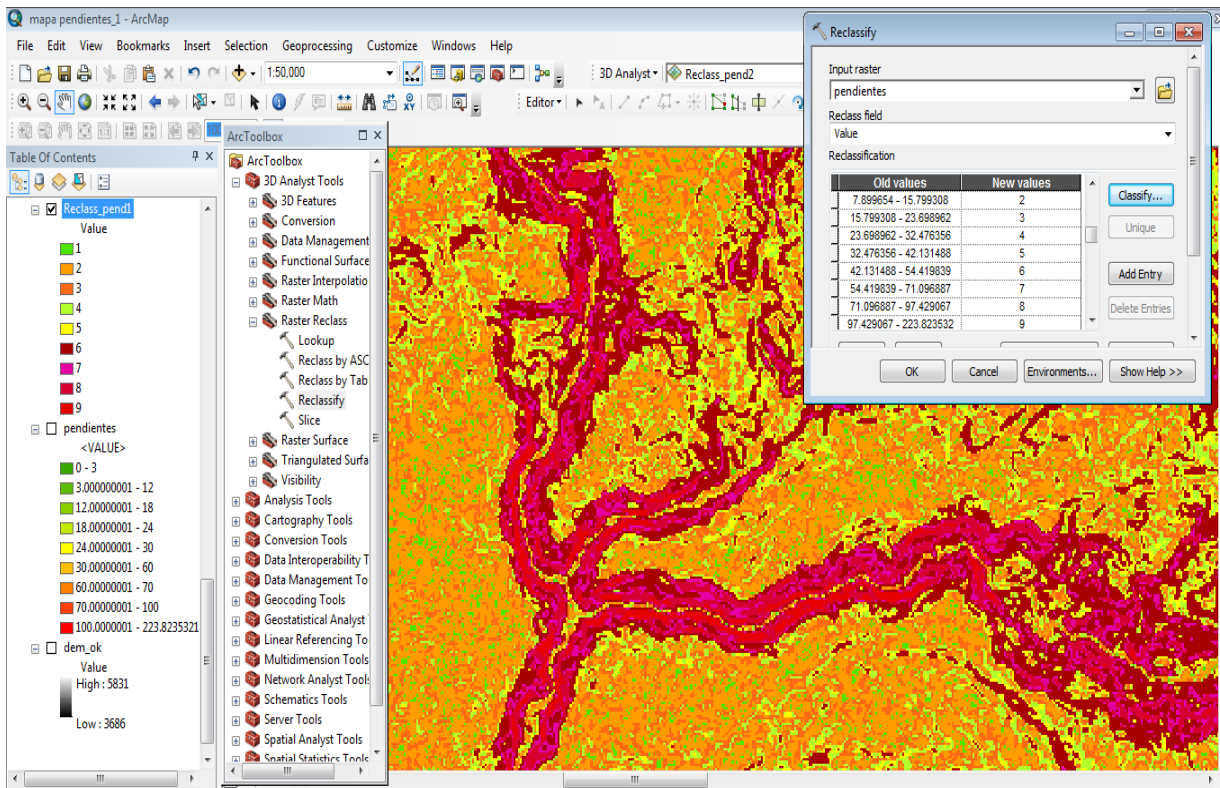 mapa pendientes_1 - ArcMap
File Edit View Bookmarks Insert Selection Geoprocessing Customize Windows Help
1:50,000
3D Analyst
Reclass_pend2
Editor
Table Of Contents
Reclass_pend1
Value
1
2
3
4
5
6
7
8
9
pendientes
<VALUE>
0 - 3
3.00000001 - 12
12.0000001 - 18
18.0000001 - 24
24.0000001 - 30
30.0000001 - 60
60.0000001 - 70
70.0000001 - 100
100.0000001 - 223.8235321
dem_ok
Value
High : 5831
Low : 3686
ArcToolbox
ArcToolbox
3D Analyst Tools
3D Features
Conversion
Data Management
Functional Surface
Raster Interpolatio
Raster Math
Raster Reclass
Lookup
Reclass by ASC
Reclass by Tab
Reclassify
Slice
Raster Surface
Triangulated Surfa
Visibility
Analysis Tools
Cartography Tools
Conversion Tools
Data Interoperability T
Data Management To
Geocoding Tools
Geostatistical Analyst
Linear Referencing To
Multidimension Tools
Network Analyst Tool
Schematics Tools
Server Tools
Spatial Analyst Tools
Spatial Statistics Tools
Reclassify
Input raster
pendientes
Reclass field
Value
Reclassification
Old values New values
7.899654 - 15.799308 2
15.799308 - 23.698962 3
23.698962 - 32.476356 4
32.476356 - 42.131488 5
42.131488 - 54.419839 6
54.419839 - 71.096887 7
71.096887 - 97.429067 8
97.429067 - 223.823532 9
Classify...
Unique
Add Entry
Delete Entries
OK Cancel Environments... Show Help >>